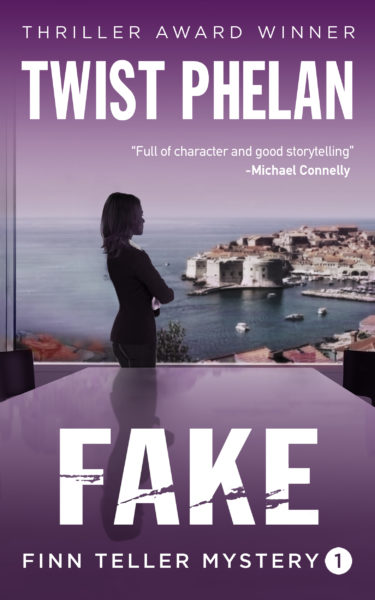 THRILLER AWARD WINNER
TWIST PHELAN
"Full of character and good storytelling"
-Michael Connelly
FAKE
FINN TELLER MYSTERY 1